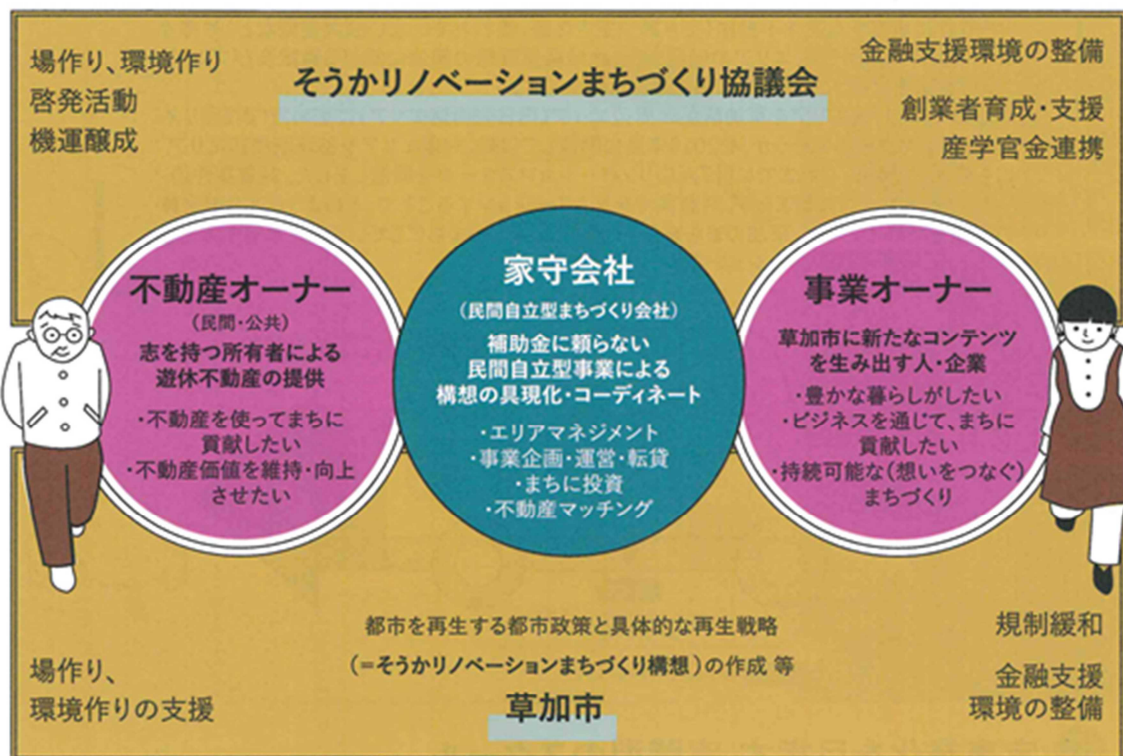 場作り、環境作り
啓発活動
機運醸成
そうかリノベーションまちづくり協議会
金融支援環境の整備
創業者育成・支援
産学官金連携
不動産オーナー
(民間・公共)
志を持つ所有者による
遊休不動産の提供
・不動産を使ってまちに
貢献したい
・不動産価値を維持・向上
させたい
家守会社
(民間自立型まちづくり会社)
補助金に頼らない
民間自立型事業による
構想の具現化・コーディネート
・エリアマネジメント
・事業企画・運営・転貸
・まちに投資
・不動産マッチング
事業オーナー
草加市に新たなコンテンツ
を生み出す人・企業
・豊かな暮らしがしたい
・ビジネスを通じて、まちに
貢献したい
・持続可能な(想いをつなぐ)
まちづくり
都市を再生する都市政策と具体的な再生戦略
(=そうかリノベーションまちづくり構想)の作成 等
草加市
場作り、
環境作りの支援
規制緩和
金融支援
環境の整備